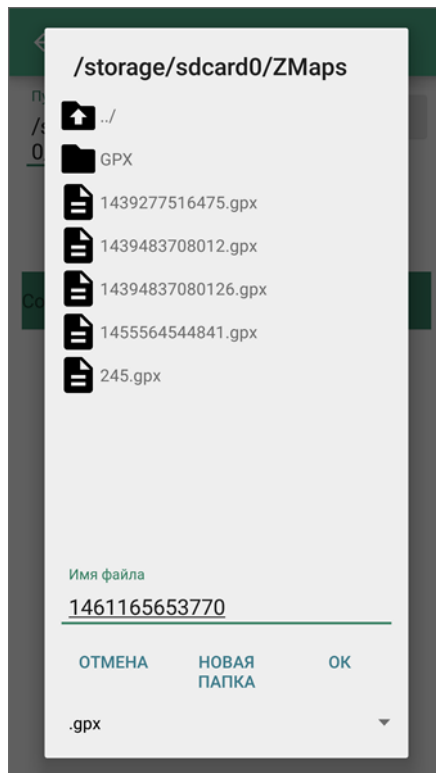 /storage/sdcard0/ZMaps
../
GPX
1439277516475.gpx
1439483708012.gpx
14394837080126.gpx
1455564544841.gpx
245.gpx
Имя файла
1461165653770
ОТМЕНА
НОВАЯ
ПАПКА
ОК
.gpx